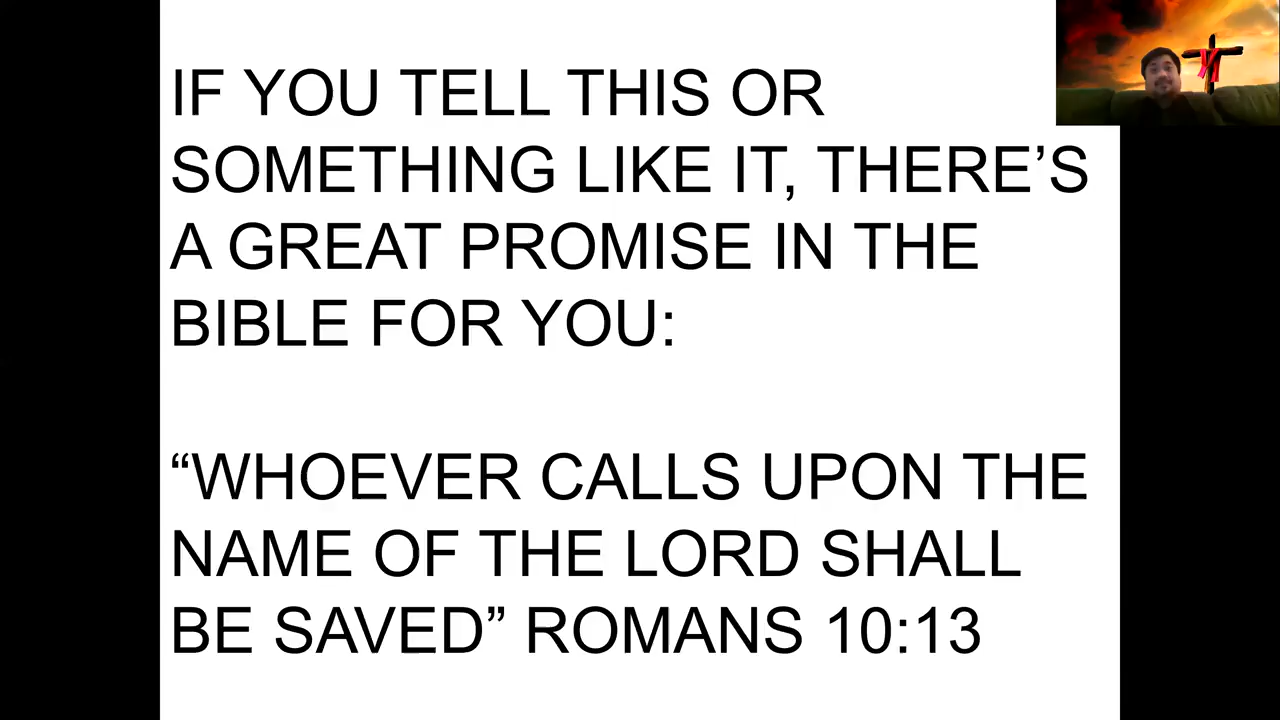 IF YOU TELL THIS OR
SOMETHING LIKE IT, THERE’S
A GREAT PROMISE IN THE
BIBLE FOR YOU:
“WHOEVER CALLS UPON THE
NAME OF THE LORD SHALL
BE SAVED” ROMANS 10:13